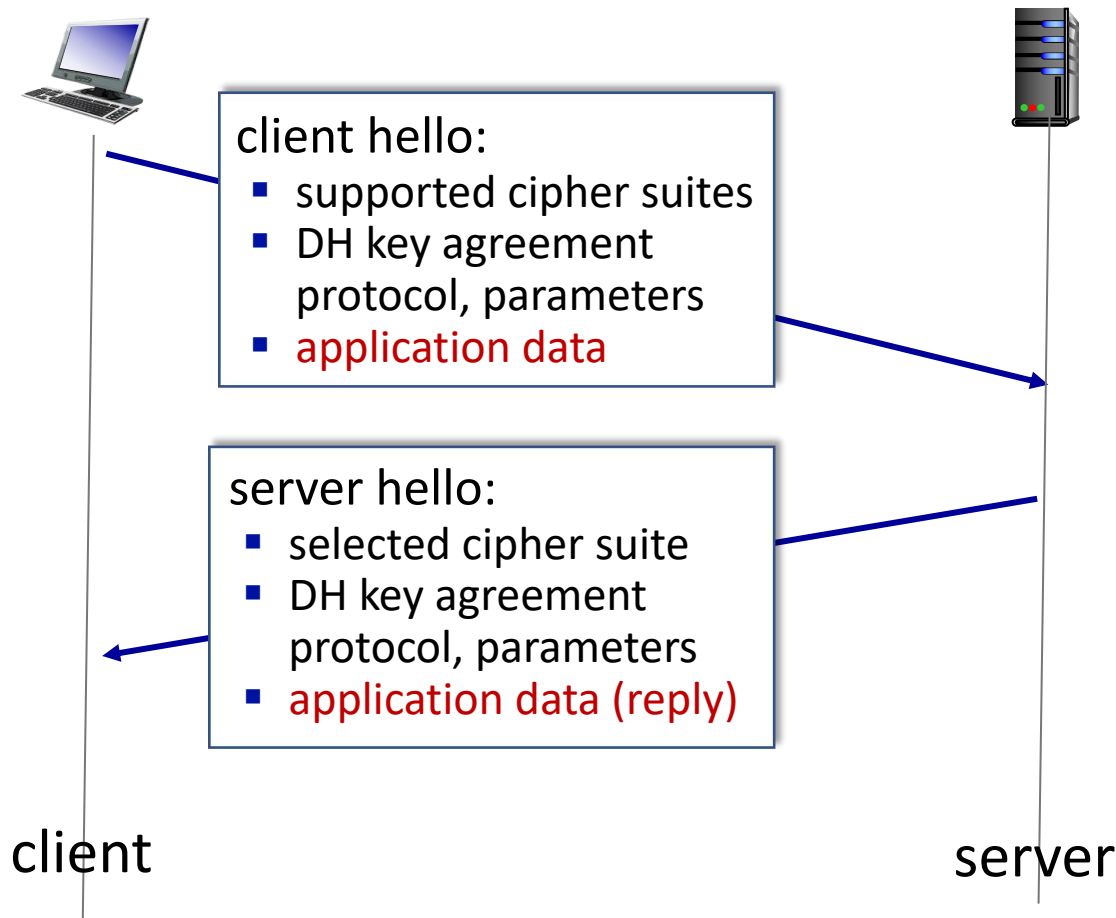 client hello:
▪ supported cipher suites
▪ DH key agreement
protocol, parameters
▪ application data
server hello:
▪ selected cipher suite
▪ DH key agreement
protocol, parameters
▪ application data (reply)
client
server